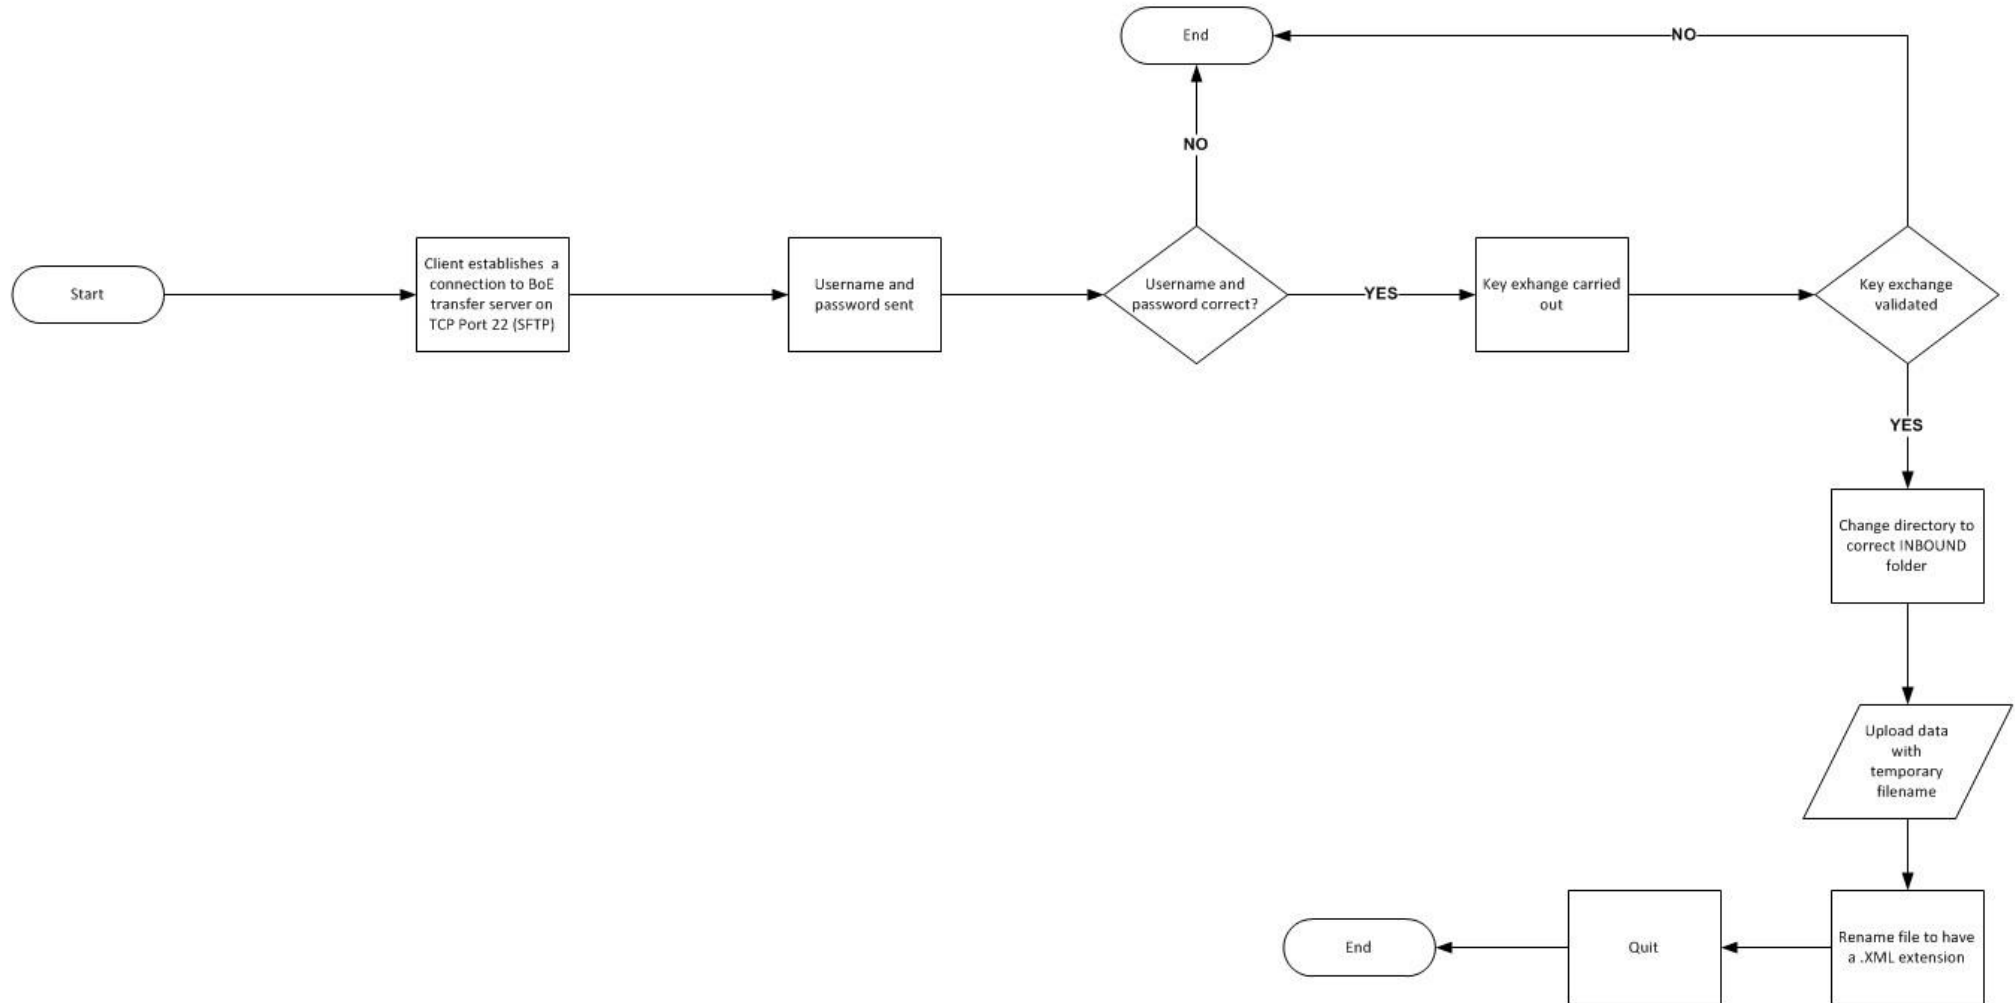 End
NO
NO
Start
Client establishes a
connection to BoE
transfer server on
TCP Port 22 (SFTP)
Username and
password sent
Username and
password correct?
YES
Key exhange carried
out
Key exchange
validated
YES
Change directory to
correct INBOUND
folder
Upload data
with
temporary
filename
Rename file to have
a .XML extension
Quit
End